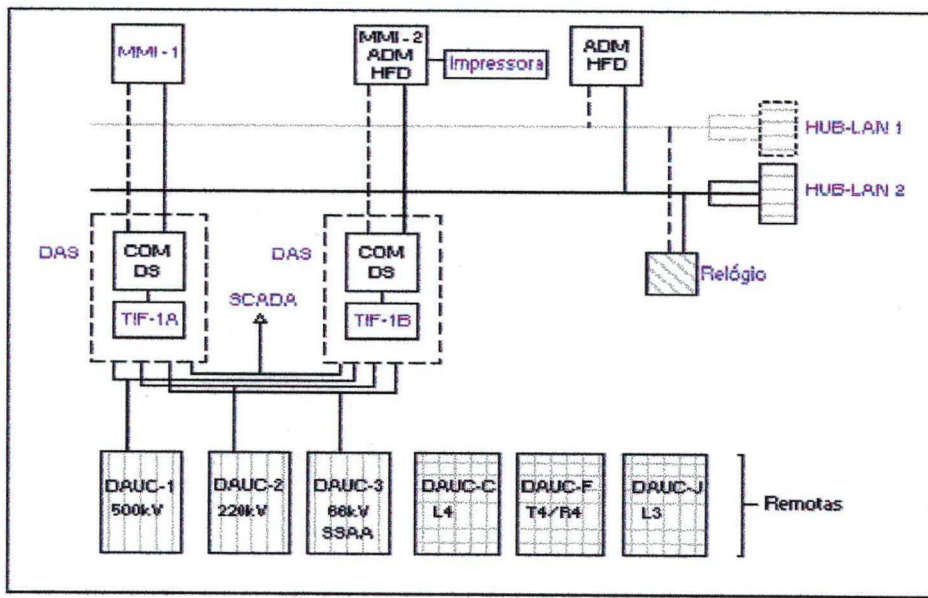 MMI-1
MMI-2
ADM
HFD
Impressora
ADM
HFD
HUB-LAN 1
HUB-LAN 2
DAS
COM
DS
TIF-1A
SCADA
DAS
COM
DS
TIF-1B
Relógio
DAUC-1
500kV
DAUC-2
220kV
DAUC-3
66kV
SSAA
DAUC-C
L4
DAUC-F
T4/R4
DAUC-J
L3
Remotas